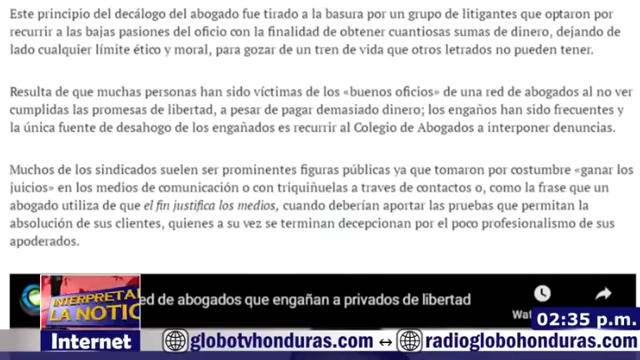 Este principio del decálogo del abogado fue tirado a la basura por un grupo de litigantes que optaron por
recurrir a las bajas pasiones del oficio con la finalidad de obtener cuantiosas sumas de dinero, dejando de
lado cualquier límite ético y moral, para gozar de un tren de vida que otros letrados no pueden tener.
Resulta de que muchas personas han sido víctimas de los «buenos oficios» de una red de abogados al no ver
cumplidas las promesas de libertad, a pesar de pagar demasiado dinero; los engaños han sido frecuentes y
la única fuente de desahogo de los engañados es recurrir al Colegio de Abogados a interponer denuncias.
Muchos de los sindicados suelen ser prominentes figuras públicas ya que tomaron por costumbre «ganar los
juicios» en los medios de comunicación o con triquiñuelas a traves de contactos o, como la frase que un
abogado utiliza de que el fin justifica los medios, cuando deberían aportar las pruebas que permitan la
absolución de sus clientes, quienes a su vez se terminan decepcionan por el poco profesionalismo de sus
apoderados.
red de abogados que engañan a privados de libertad
INTERPRETA
LA NOTIC
02:35 p.m.
Internet
globotvhonduras.com ↔ radioglobohonduras.com